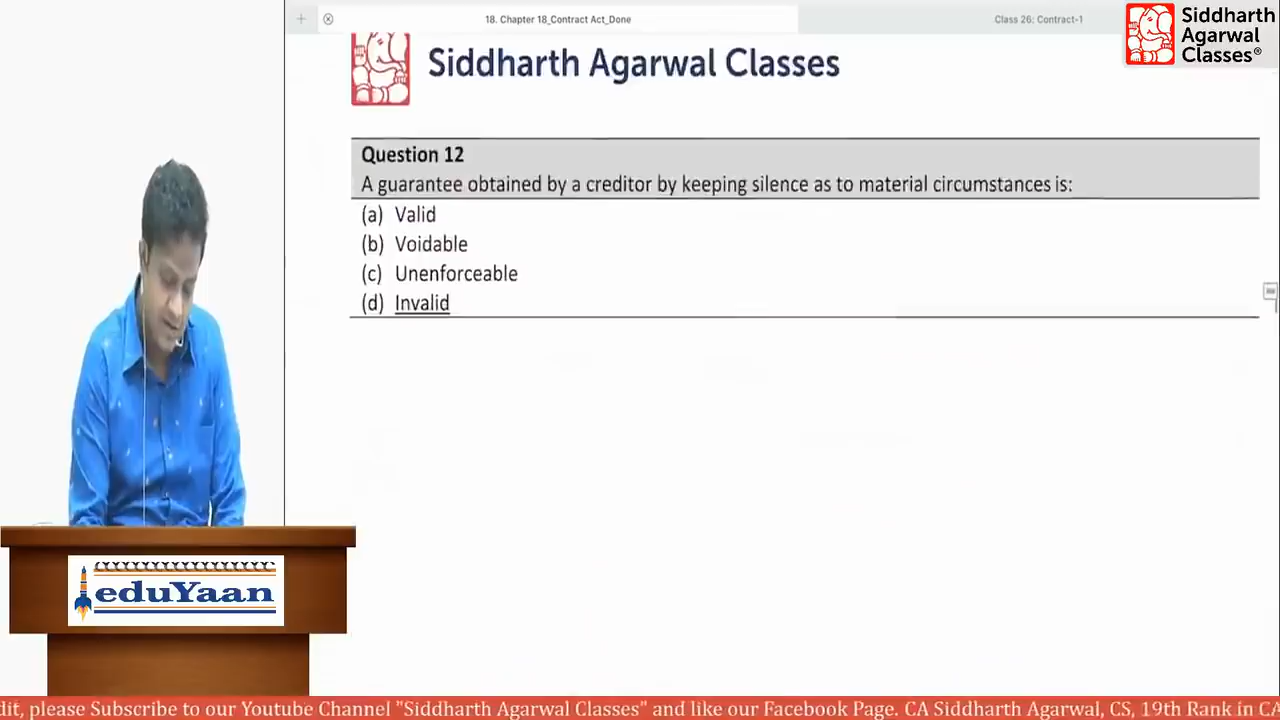 18. Chapter 18_Contract Act_Done
Class 26: Contract-1
Siddharth
Agarwal
Classes®
Siddharth Agarwal Classes
Question 12
A guarantee obtained by a creditor by keeping silence as to material circumstances is:
(a) Valid
(b) Voidable
(c) Unenforceable
(d) Invalid
eduYaan
dit, please Subscribe to our Youtube Channel "Siddharth Agarwal Classes" and like our Facebook Page. CA Siddharth Agarwal, CS, 19th Rank in CA